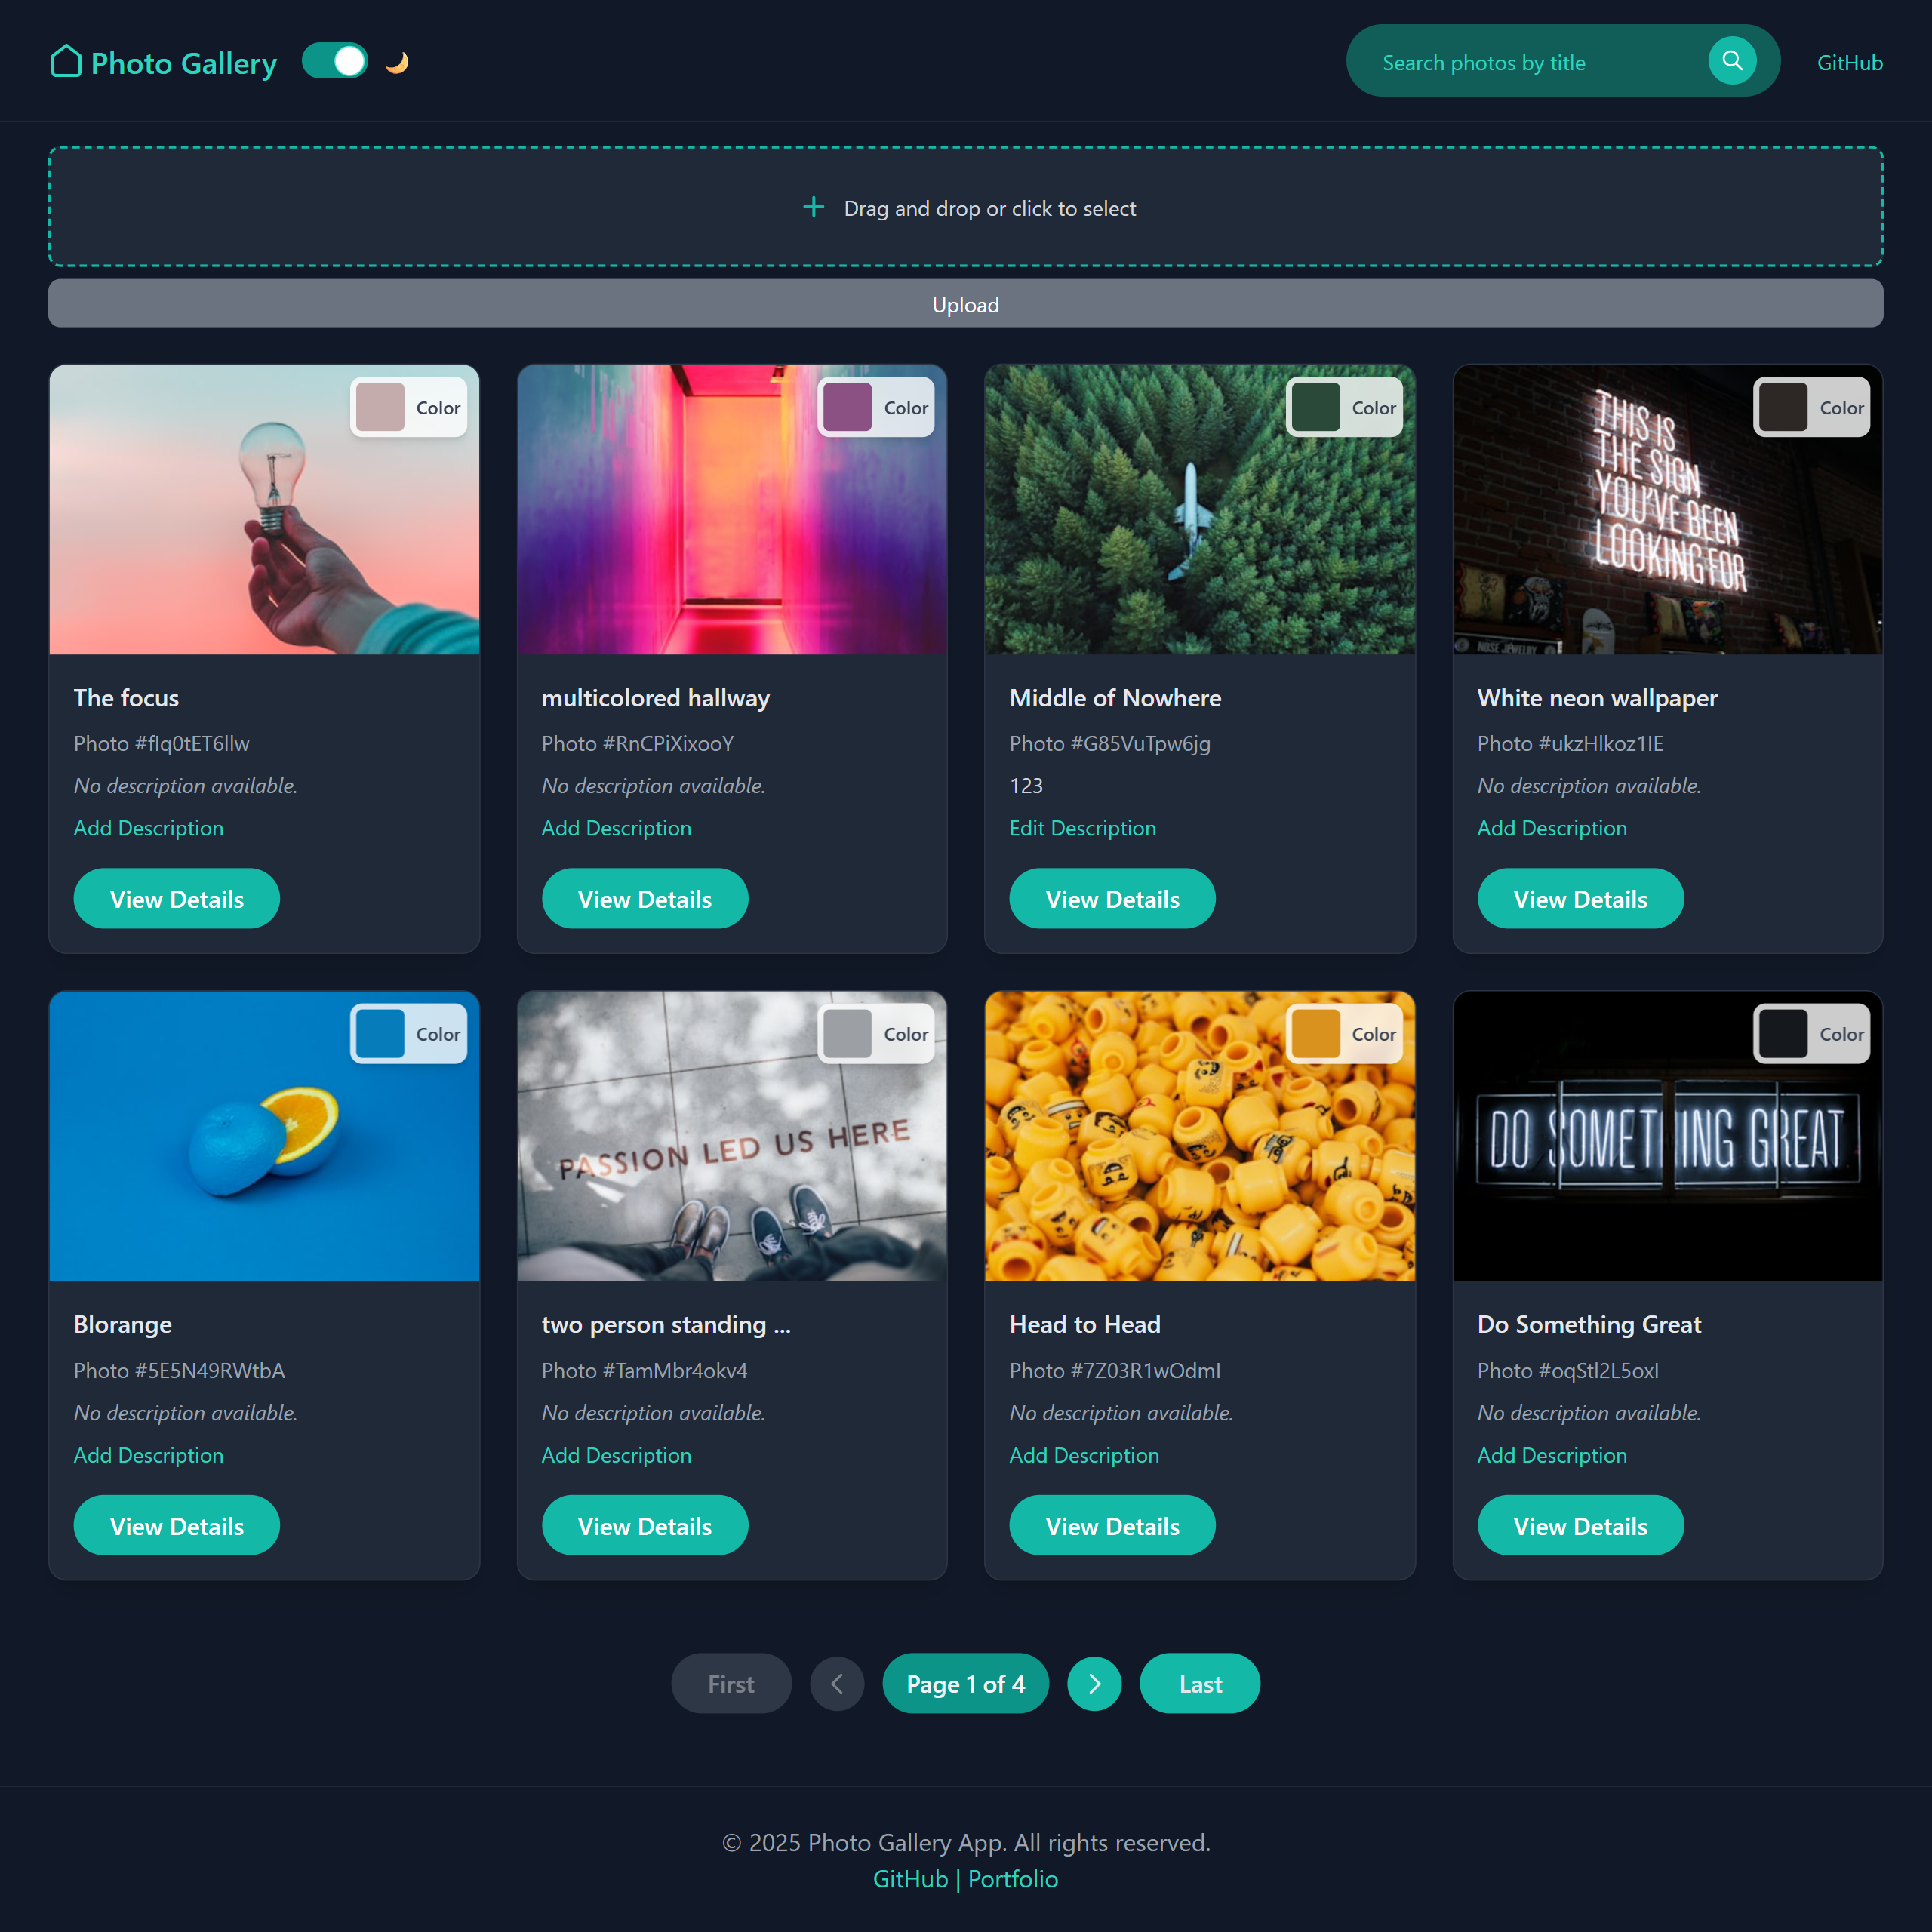 Photo Gallery
Search photos by title
GitHub
Drag and drop or click to select
Upload
Color
Color
Color
Color
THIS IS
THE SIGN
YOU'VE BEEN
LOOKING FOR
NOSE JEWELRY
The focus
multicolored hallway
Middle of Nowhere
White neon wallpaper
Photo #fIq0tET6llw
Photo #RnCPiXixooY
Photo #G85VuTpw6jg
Photo #ukzHlkoz1IE
No description available.
No description available.
123
No description available.
Add Description
Add Description
Edit Description
Add Description
View Details
View Details
View Details
View Details
Color
Color
Color
Color
PASSION LED US HERE
DO SOMETHING GREAT
Blorange
two person standing ...
Head to Head
Do Something Great
Photo #5E5N49RWtbA
Photo #TamMbr4okv4
Photo #7Z03R1wOdmI
Photo #oqStl2L5oxI
No description available.
No description available.
No description available.
No description available.
Add Description
Add Description
Add Description
Add Description
View Details
View Details
View Details
View Details
First
Page 1 of 4
Last
© 2025 Photo Gallery App. All rights reserved.
GitHub | Portfolio